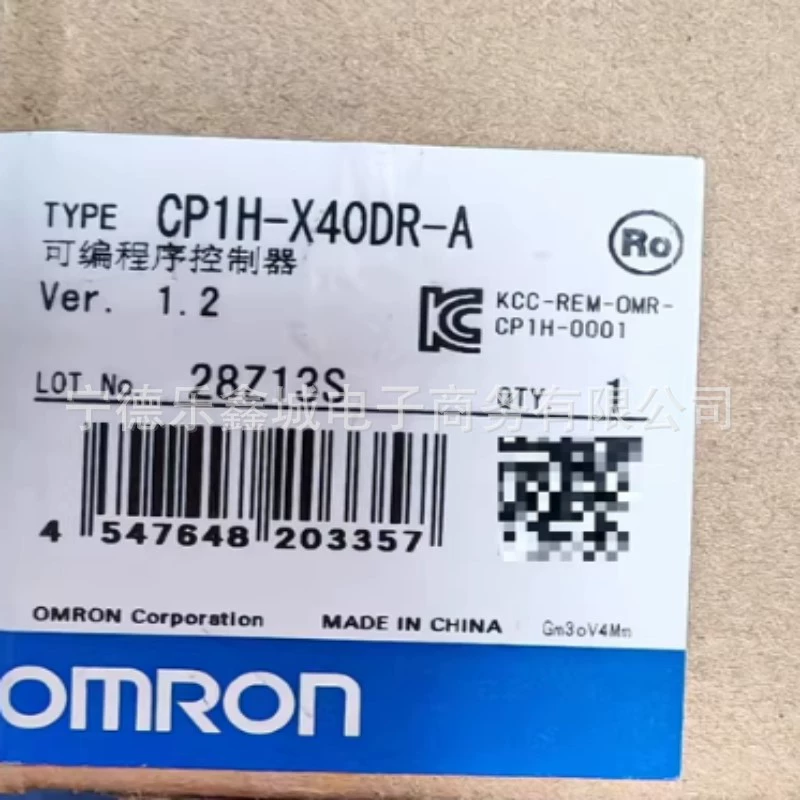 TYPE CP1H-X40DR-A
可编程序控制器
Ro
Ver. 1.2
KCC-REM-OMR-
CP1H-0001
LOT No. 28Z13S
QTY 1
宁德乐鑫诚电子商务有限公司
4 547648 203357
OMRON Corporation
MADE IN CHINA
Gm3oV4Mm
OMRON